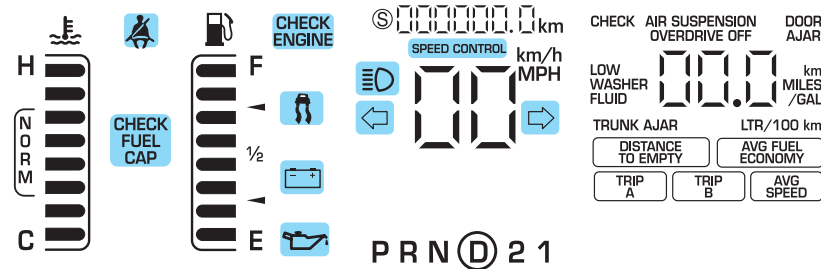 H
NORM
C
CHECK
FUEL
CAP
F
½
E
CHECK
ENGINE
- +
Ⓢ 000000.0 km
SPEED CONTROL
km/h
MPH
00
P R N D 2 1
CHECK AIR SUSPENSION DOOR
OVERDRIVE OFF AJAR
LOW
WASHER
FLUID
00.0
km
MILES
/GAL
TRUNK AJAR LTR/100 km
DISTANCE
TO EMPTY
AVG FUEL
ECONOMY
TRIP
A
TRIP
B
AVG
SPEED